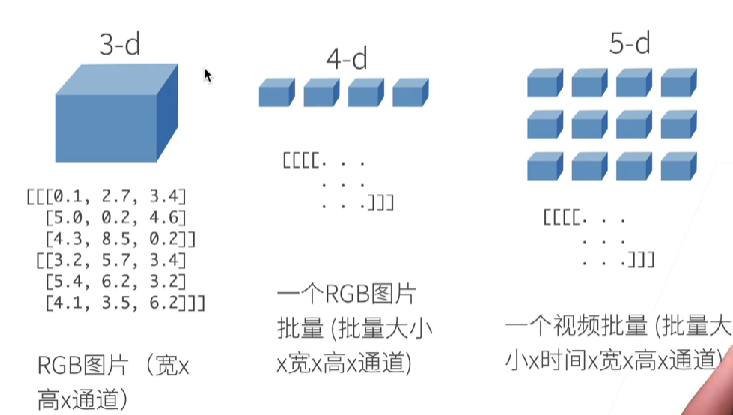 3-d
[[[0.1, 2.7, 3.4]
[5.0, 0.2, 4.6]
[4.3, 8.5, 0.2]]
[[3.2, 5.7, 3.4]
[5.4, 6.2, 3.2]
[4.1, 3.5, 6.2]]]
RGB图片（宽x
高x通道）
4-d
[[[[. . .
. . .
. . .]]]
一个RGB图片
批量 (批量大小
x宽x高x通道)
5-d
[[[[. . .
. . .
. . .]]]
一个视频批量 (批量大
小x时间x宽x高x通道)